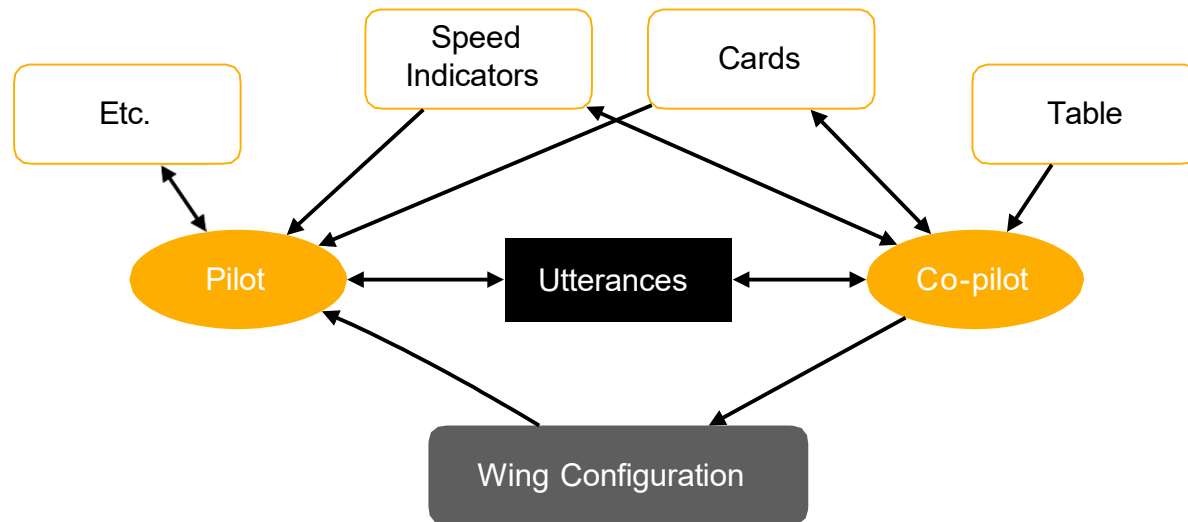 Speed
Indicators
Cards
Etc.
Table
Pilot
Utterances
Co-pilot
Wing Configuration